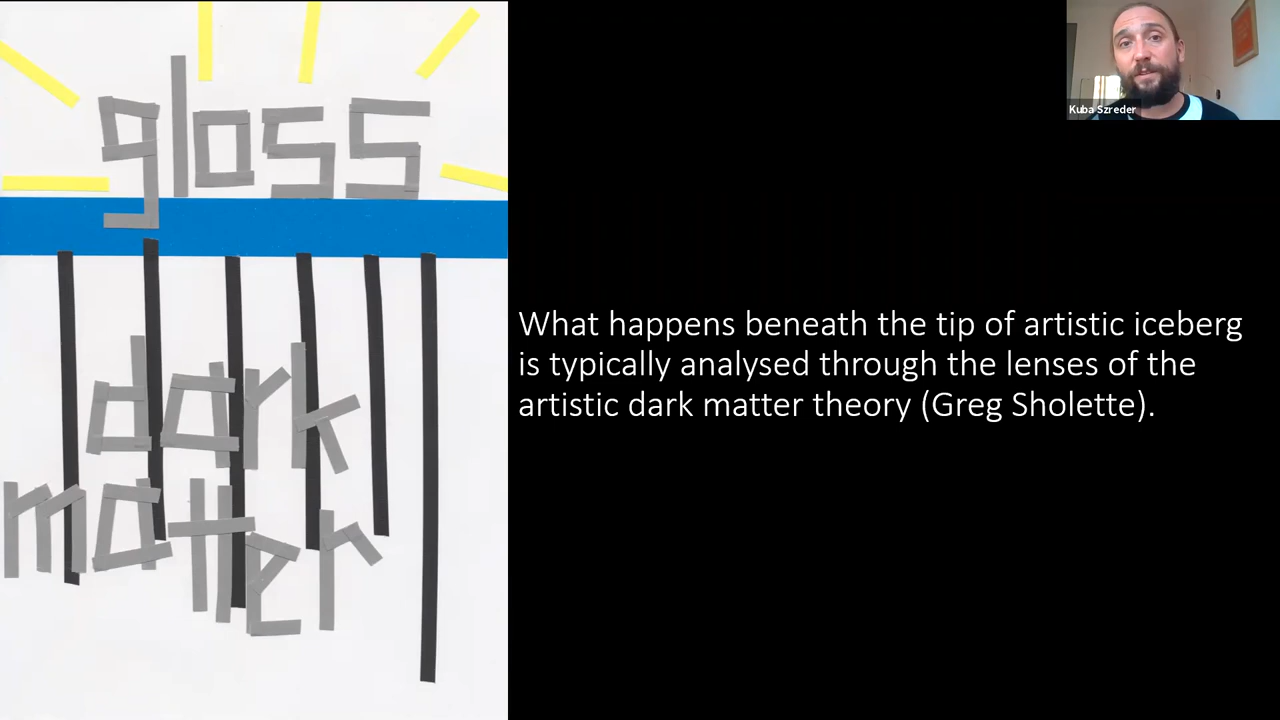 gloss
dark
matter
What happens beneath the tip of artistic iceberg
is typically analysed through the lenses of the
artistic dark matter theory (Greg Sholette).
Kuba Szreder